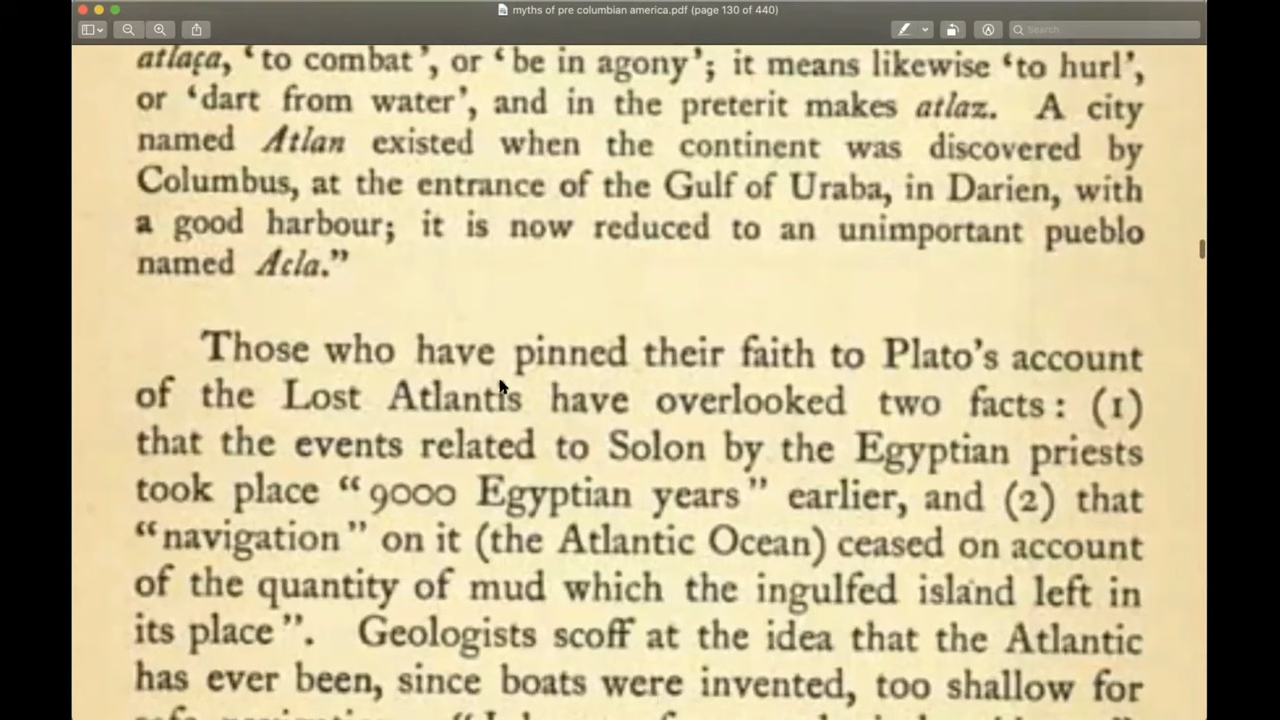 myths of pre columbian america.pdf (page 130 of 440)
Search
atlaça, ‘to combat’, or ‘be in agony’; it means likewise ‘to hurl’,
or ‘dart from water’, and in the preterit makes atlaz. A city
named Atlan existed when the continent was discovered by
Columbus, at the entrance of the Gulf of Uraba, in Darien, with
a good harbour; it is now reduced to an unimportant pueblo
named Acla.”
Those who have pinned their faith to Plato’s account
of the Lost Atlantis have overlooked two facts: (1)
that the events related to Solon by the Egyptian priests
took place “9000 Egyptian years” earlier, and (2) that
“navigation” on it (the Atlantic Ocean) ceased on account
of the quantity of mud which the ingulfed island left in
its place”. Geologists scoff at the idea that the Atlantic
has ever been, since boats were invented, too shallow for